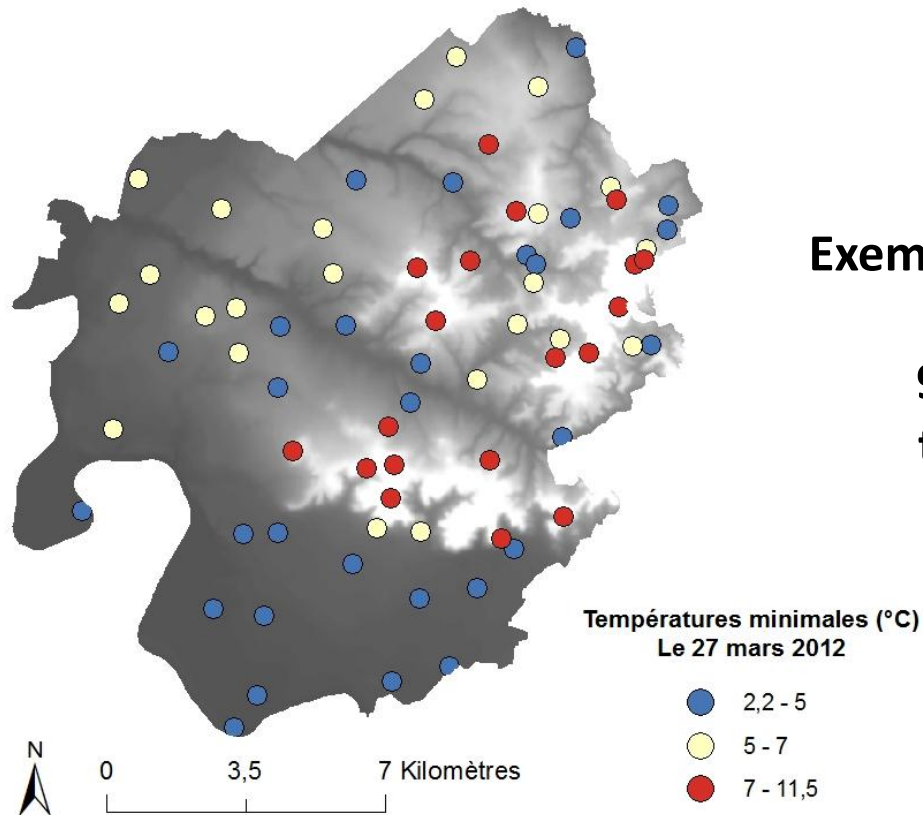 Exem
Températures minimales (°C)
Le 27 mars 2012
2,2 - 5
5 - 7
7 - 11,5
N
0 3,5 7 Kilomètres